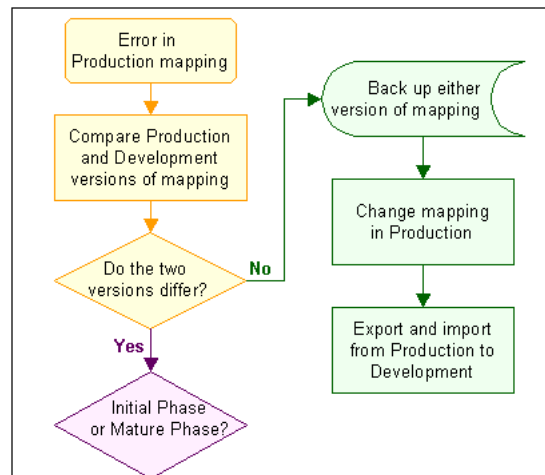 Error in
Production mapping
Compare Production
and Development
versions of mapping
Do the two
versions differ?
No
Yes
Initial Phase
or Mature Phase?
Back up either
version of mapping
Change mapping
in Production
Export and import
from Production to
Development